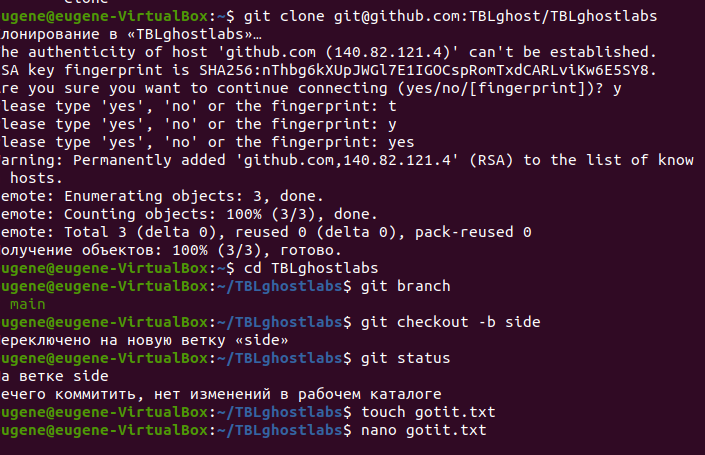 clone
ugene@eugene-VirtualBox:~$ git clone git@github.com:TBLghost/TBLghostlabs
лонирование в «TBLghostlabs»…
he authenticity of host 'github.com (140.82.121.4)' can't be established.
SA key fingerprint is SHA256:nThbg6kXUpJWGl7E1IGOCspRomTxdCARLviKw6E5SY8.
re you sure you want to continue connecting (yes/no/[fingerprint])? y
lease type 'yes', 'no' or the fingerprint: t
lease type 'yes', 'no' or the fingerprint: y
lease type 'yes', 'no' or the fingerprint: yes
arning: Permanently added 'github.com,140.82.121.4' (RSA) to the list of know
hosts.
emote: Enumerating objects: 3, done.
emote: Counting objects: 100% (3/3), done.
emote: Total 3 (delta 0), reused 0 (delta 0), pack-reused 0
олучение объектов: 100% (3/3), готово.
ugene@eugene-VirtualBox:~$ cd TBLghostlabs
ugene@eugene-VirtualBox:~/TBLghostlabs$ git branch
main
ugene@eugene-VirtualBox:~/TBLghostlabs$ git checkout -b side
ереключено на новую ветку «side»
ugene@eugene-VirtualBox:~/TBLghostlabs$ git status
а ветке side
ечего коммитить, нет изменений в рабочем каталоге
ugene@eugene-VirtualBox:~/TBLghostlabs$ touch gotit.txt
ugene@eugene-VirtualBox:~/TBLghostlabs$ nano gotit.txt